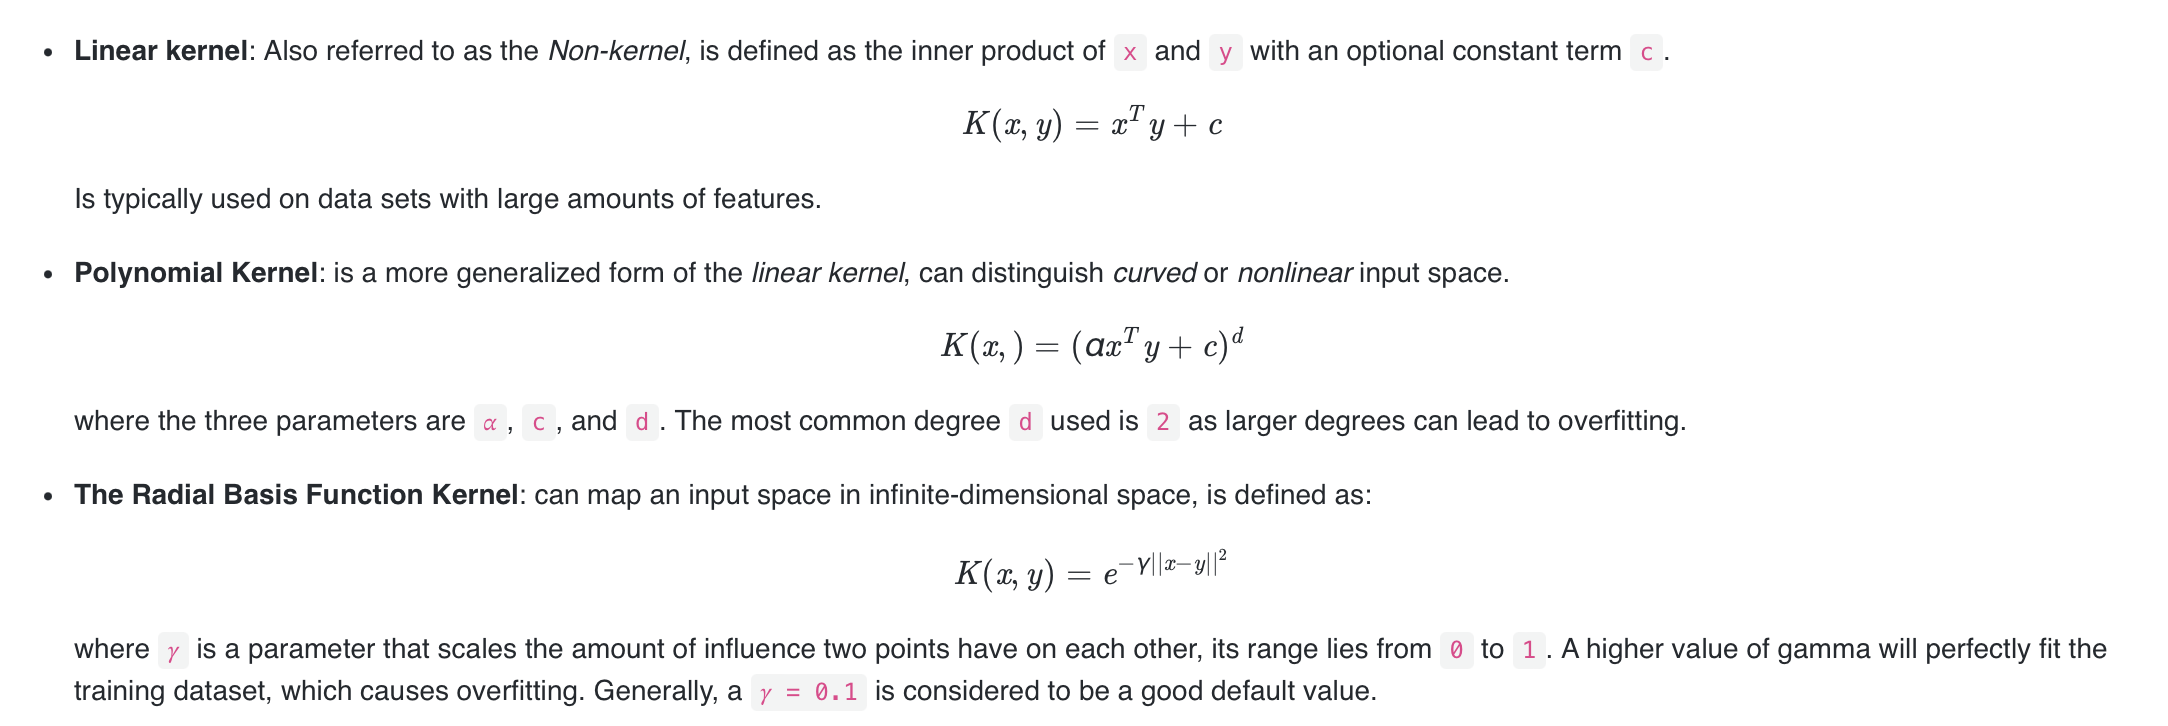 • Linear kernel: Also referred to as the Non-kernel, is defined as the inner product of x and y with an optional constant term c.
K(x, y) = x^T y + c
Is typically used on data sets with large amounts of features.
• Polynomial Kernel: is a more generalized form of the linear kernel, can distinguish curved or nonlinear input space.
K(x, ) = (αx^T y + c)^d
where the three parameters are α, c, and d. The most common degree d used is 2 as larger degrees can lead to overfitting.
• The Radial Basis Function Kernel: can map an input space in infinite-dimensional space, is defined as:
K(x, y) = e^{−γ||x−y||^2}
where γ is a parameter that scales the amount of influence two points have on each other, its range lies from 0 to 1. A higher value of gamma will perfectly fit the
training dataset, which causes overfitting. Generally, a γ = 0.1 is considered to be a good default value.